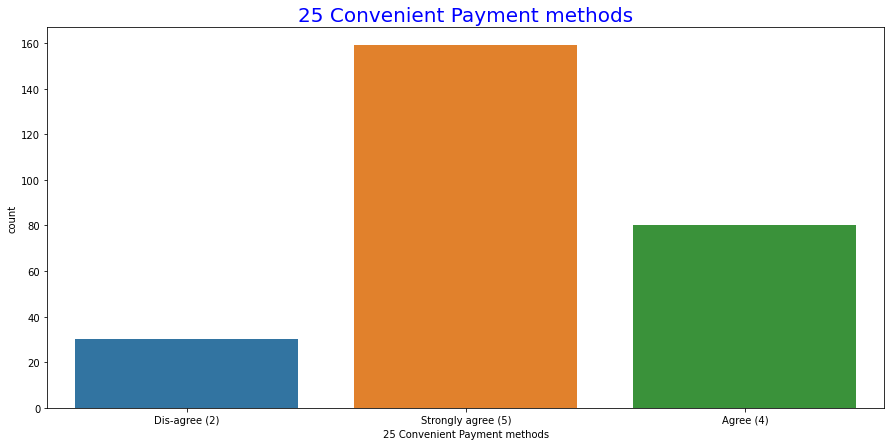 25 Convenient Payment methods
160
140
120
100
80
60
40
20
0
count
Dis-agree (2)
Strongly agree (5)
Agree (4)
25 Convenient Payment methods